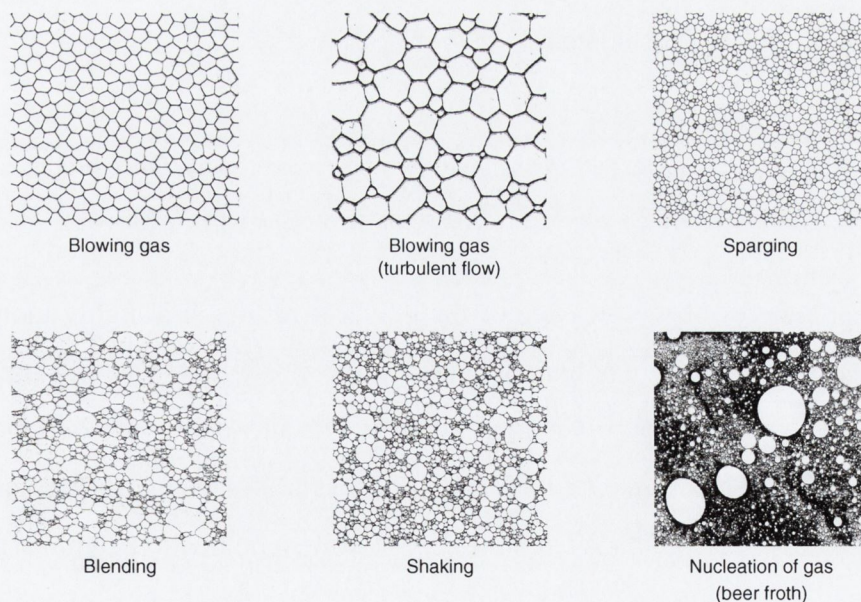 Blowing gas
Blowing gas
(turbulent flow)
Sparging
Blending
Shaking
Nucleation of gas
(beer froth)